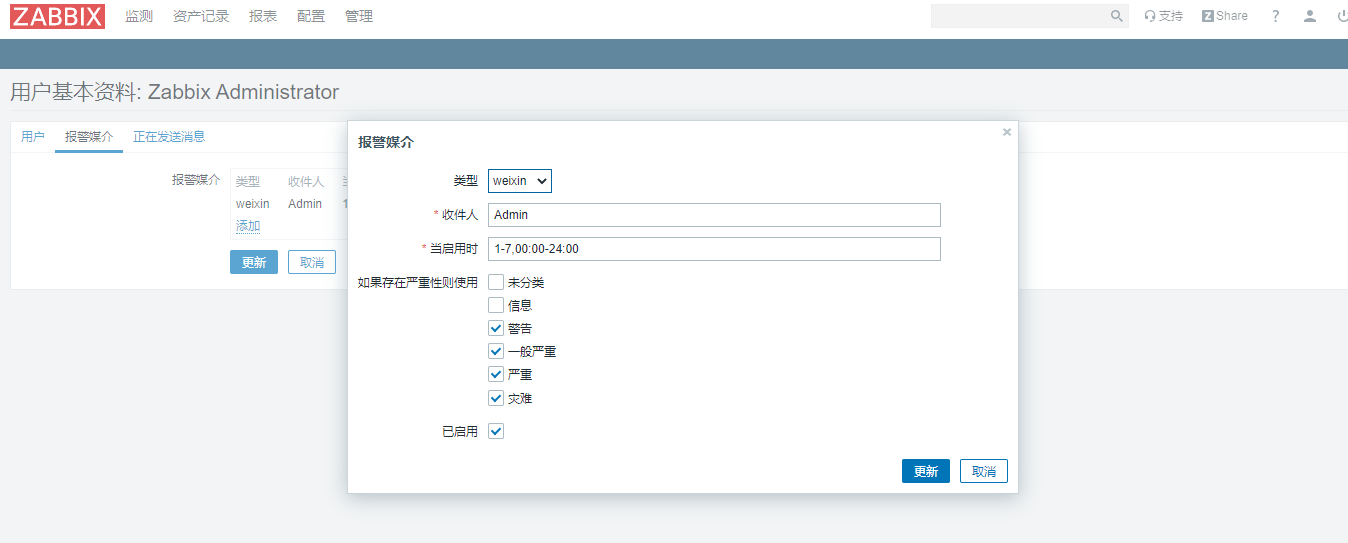 ZABBIX 监测 资产记录 报表 配置 管理 支持 Z Share ?
用户基本资料: Zabbix Administrator
用户 报警媒介 正在发送消息
报警媒介 类型 收件人
weixin Admin 1
添加
更新 取消
报警媒介 ×
类型 weixin
* 收件人 Admin
* 当启用时 1-7,00:00-24:00
如果存在严重性则使用 未分类
信息
警告
一般严重
严重
灾难
已启用
更新 取消